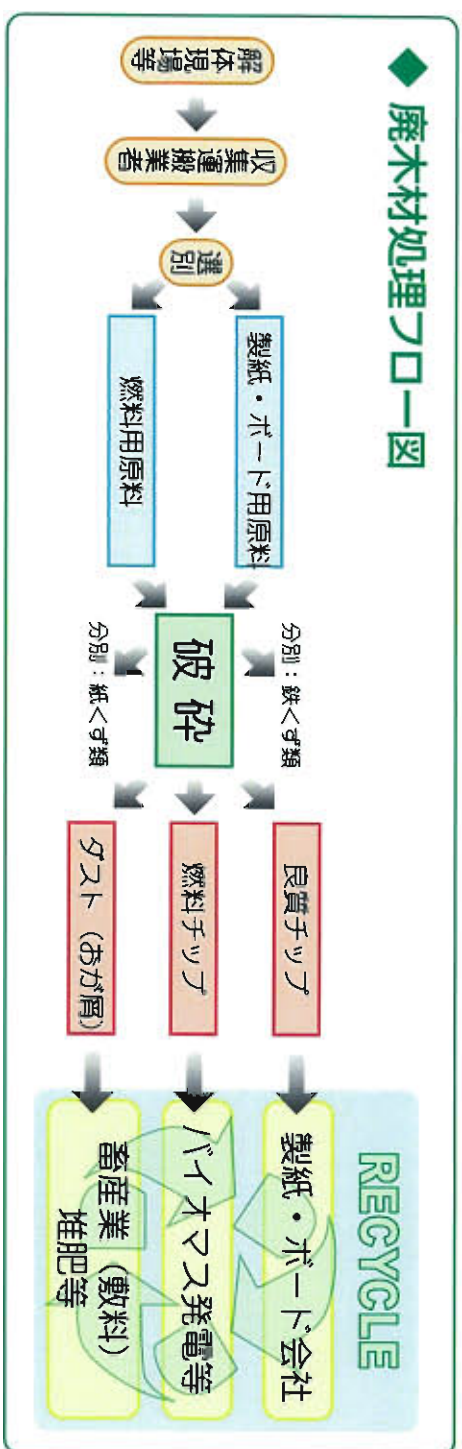 ◆ 廃木材処理フロー図
解体
現場等
収集運搬
業者
選別
製紙・ボード用原料
燃料用原料
分別：鉄くず類
破砕
分別：紙くず類
良質チップ
燃料チップ
ダスト（おが屑）
RECYCLE
製紙・ボード会社
バイオマス発電等
畜産業（敷料）
堆肥等